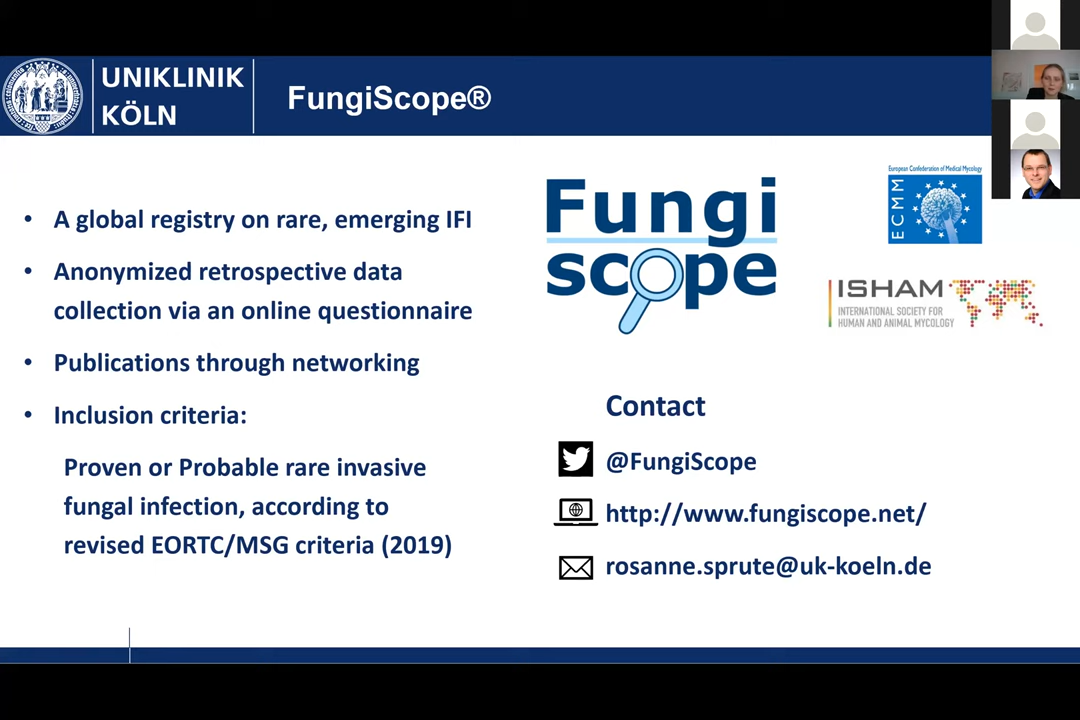 UNIKLINIK
KÖLN
FungiScope®
• A global registry on rare, emerging IFI
• Anonymized retrospective data
collection via an online questionnaire
• Publications through networking
• Inclusion criteria:
Proven or Probable rare invasive
fungal infection, according to
revised EORTC/MSG criteria (2019)
Fungi
scope
European Confederation of Medical Mycology
ECMM
ISHAM
INTERNATIONAL SOCIETY FOR
HUMAN AND ANIMAL MYCOLOGY
Contact
@FungiScope
http://www.fungiscope.net/
rosanne.sprute@uk-koeln.de